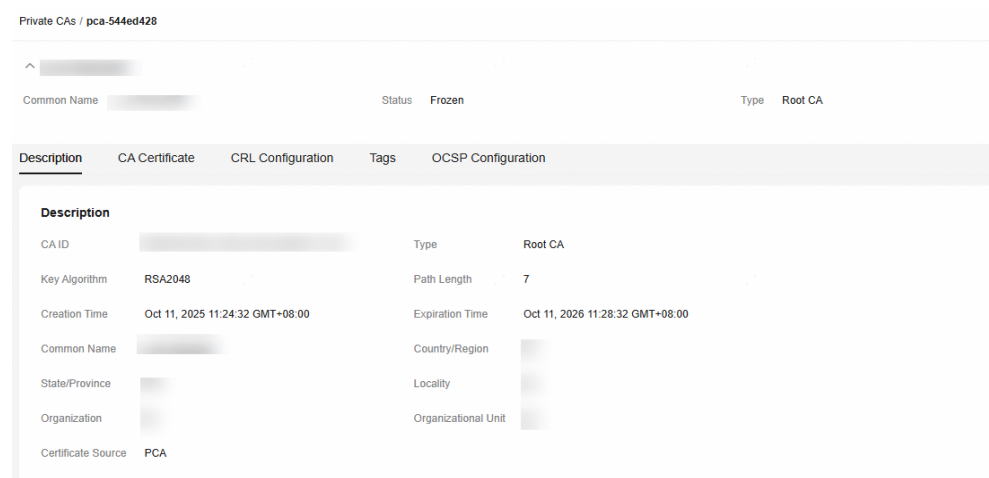 Private CAs / pca-544ed428
Common Name Status Frozen Type Root CA
Description CA Certificate CRL Configuration Tags OCSP Configuration
Description
CA ID Type Root CA
Key Algorithm RSA2048 Path Length 7
Creation Time Oct 11, 2025 11:24:32 GMT+08:00 Expiration Time Oct 11, 2026 11:28:32 GMT+08:00
Common Name Country/Region
State/Province Locality
Organization Organizational Unit
Certificate Source PCA